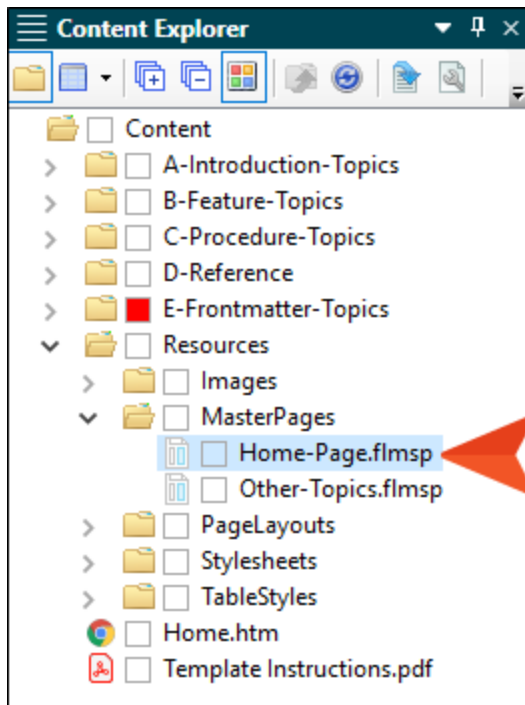 Content Explorer
Content
A-Introduction-Topics
B-Feature-Topics
C-Procedure-Topics
D-Reference
E-Frontmatter-Topics
Resources
Images
MasterPages
Home-Page.flmsp
Other-Topics.flmsp
PageLayouts
Stylesheets
TableStyles
Home.htm
Template Instructions.pdf